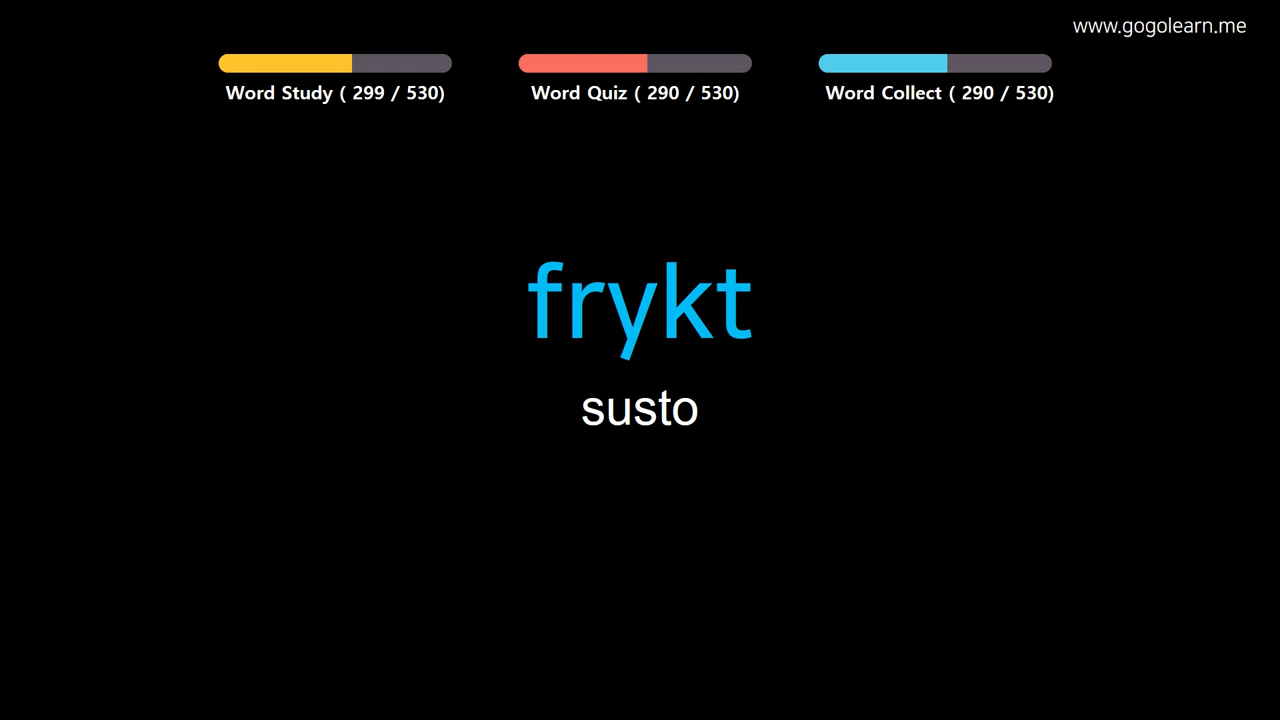 www.gogolearn.me
Word Study ( 299 / 530)
Word Quiz ( 290 / 530)
Word Collect ( 290 / 530)
frykt
susto